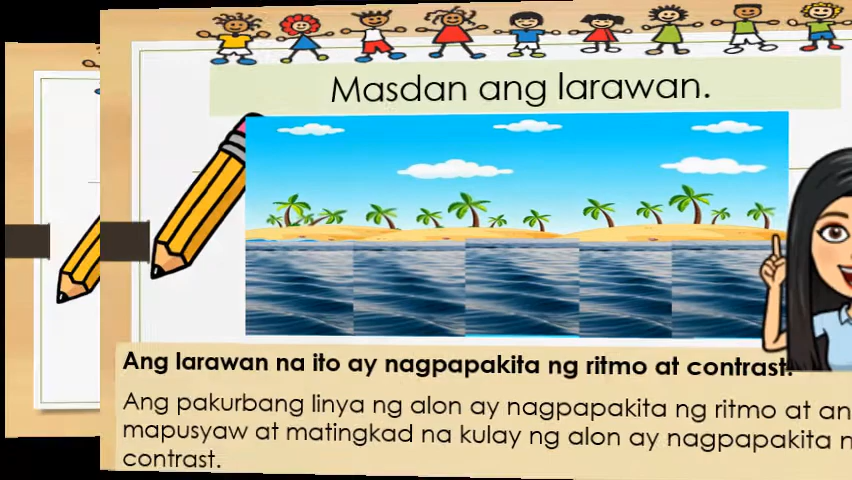 Masdan ang larawan.
Ang larawan na ito ay nagpapakita ng ritmo at contrast.
Ang pakurbang linya ng alon ay nagpapakita ng ritmo at
mapusyaw at matingkad na kulay ng alon ay nagpapakita
contrast.